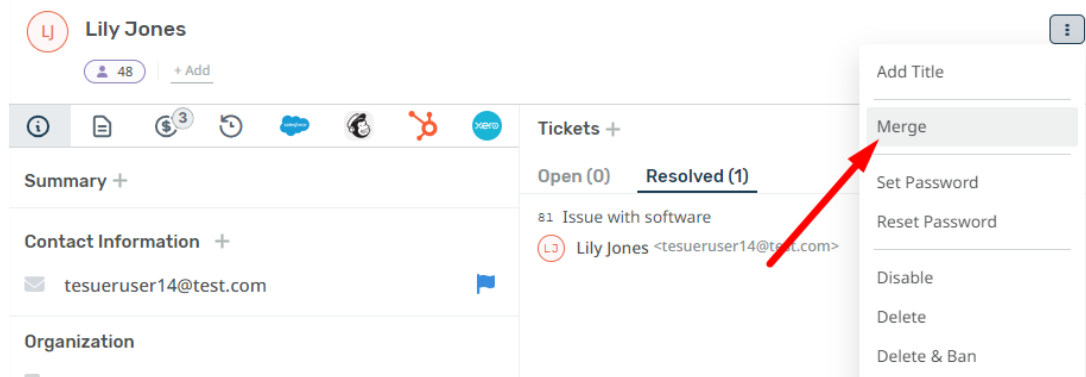 LJ
Lily Jones
48
+ Add
Add Title
Merge
Set Password
Reset Password
Disable
Delete
Delete & Ban
3
salesforce
xero
Summary +
Contact Information +
tesueruser14@test.com
Organization
Tickets +
Open (0) Resolved (1)
81 Issue with software
LJ Lily Jones <tesueruser14@test.com>